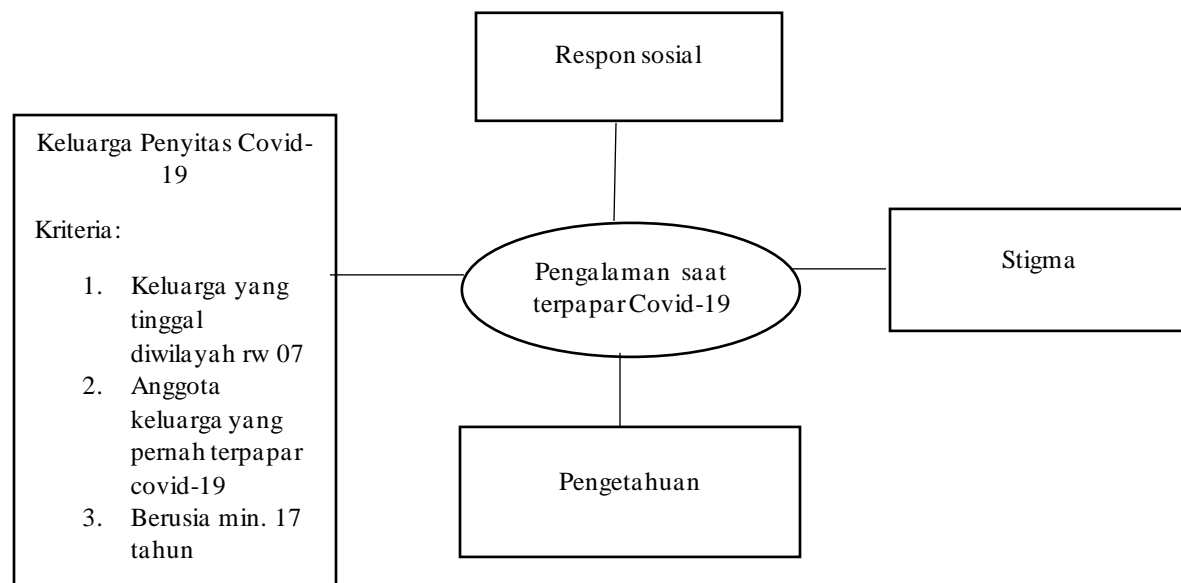 Respon sosial
Keluarga Penyitas Covid-
19
Kriteria:
1. Keluarga yang
tinggal
diwilayah rw 07
2. Anggota
keluarga yang
pernah terpapar
covid-19
3. Berusia min. 17
tahun
Pengalaman saat
terpapar Covid-19
Stigma
Pengetahuan